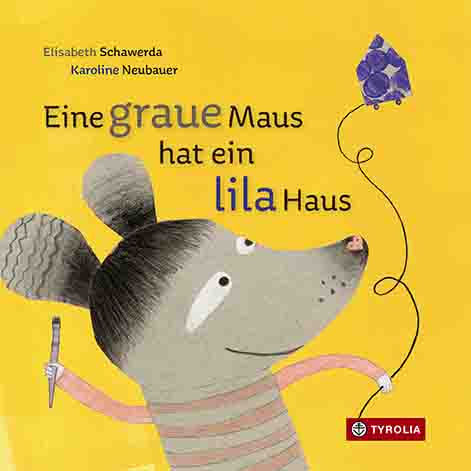 Elisabeth Schawerda
Karoline Neubauer
Eine graue Maus
hat ein
lila Haus
TYROLIA